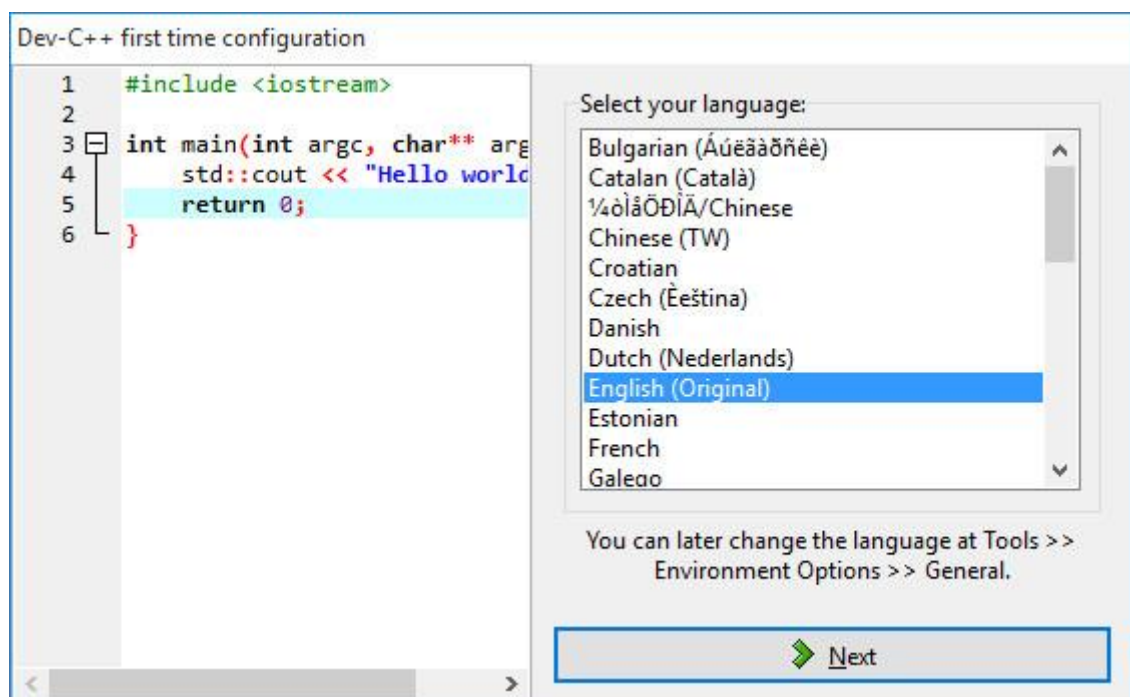 Dev-C++ first time configuration
1 #include <iostream>
2
3 int main(int argc, char** arg
4 std::cout << "Hello world
5 return 0;
6 }
Select your language:
Bulgarian (Áúëãàðñêè)
Catalan (Català)
¼òÌåÖÐÎÄ/Chinese
Chinese (TW)
Croatian
Czech (Èeština)
Danish
Dutch (Nederlands)
English (Original)
Estonian
French
Galego
You can later change the language at Tools >>
Environment Options >> General.
Next